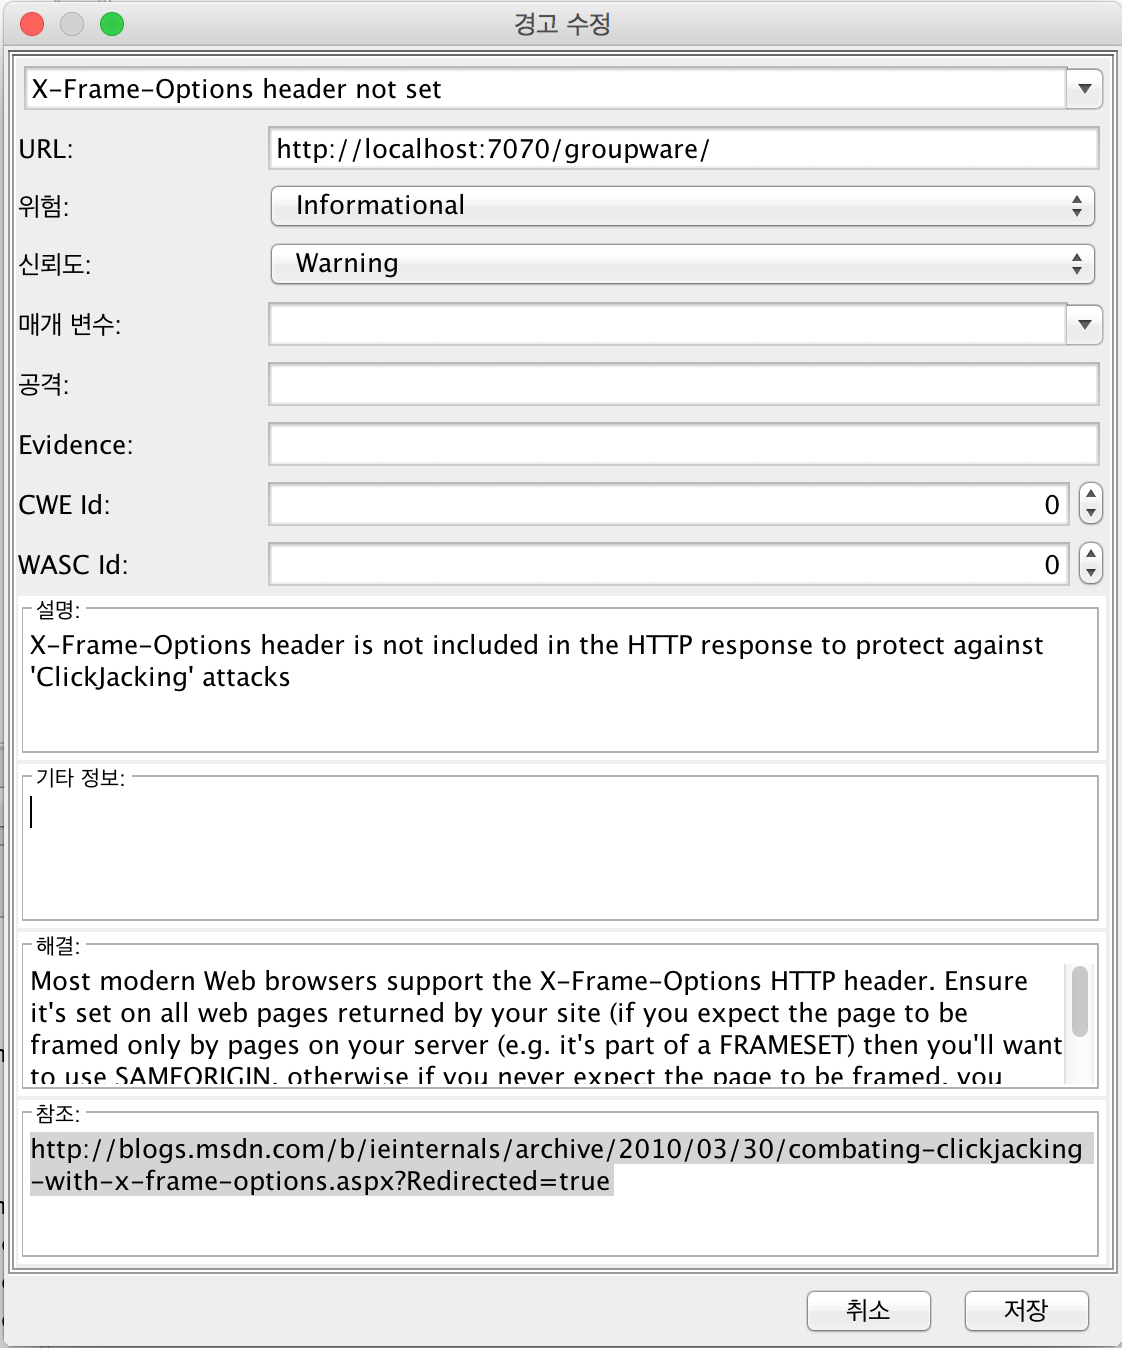 경고 수정
X-Frame-Options header not set
URL:
http://localhost:7070/groupware/
위험:
Informational
신뢰도:
Warning
매개 변수:
공격:
Evidence:
CWE Id:
0
WASC Id:
0
설명:
X-Frame-Options header is not included in the HTTP response to protect against
'ClickJacking' attacks
기타 정보:
해결:
Most modern Web browsers support the X-Frame-Options HTTP header. Ensure
it's set on all web pages returned by your site (if you expect the page to be
framed only by pages on your server (e.g. it's part of a FRAMESET) then you'll want
to use SAMEORIGIN, otherwise if you never expect the page to be framed, you
참조:
http://blogs.msdn.com/b/ieinternals/archive/2010/03/30/combating-clickjacking
-with-x-frame-options.aspx?Redirected=true
취소
저장